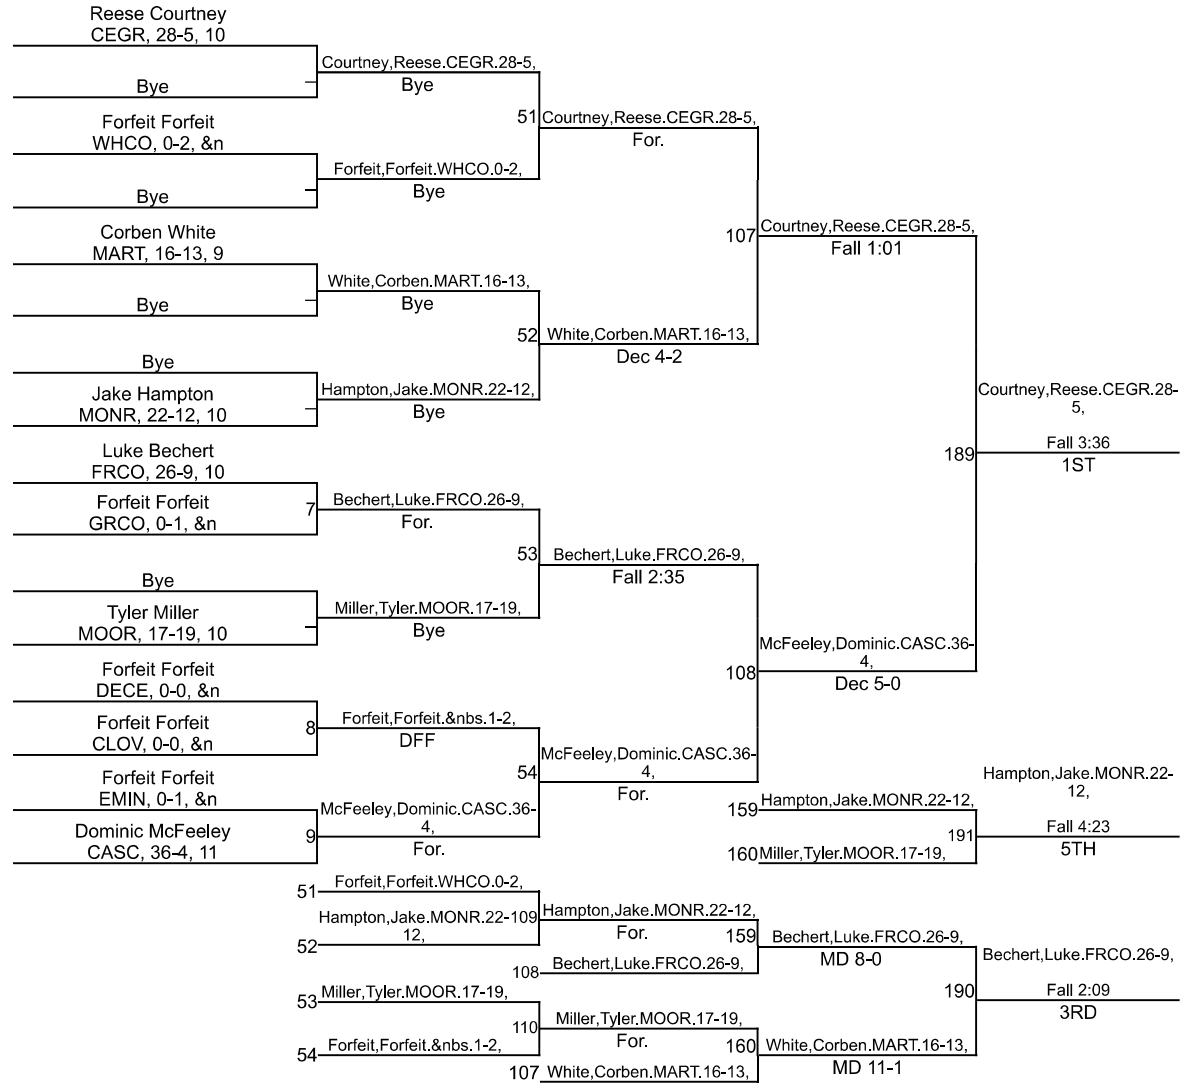 Reese Courtney
CEGR, 28-5, 10
Courtney,Reese.CEGR.28-5,
Bye
Bye
51
Courtney,Reese.CEGR.28-5,
For.
Forfeit Forfeit
WHCO, 0-2, &n
Forfeit,Forfeit.WHCO.0-2,
Bye
Bye
107
Courtney,Reese.CEGR.28-5,
Fall 1:01
Corben White
MART, 16-13, 9
White,Corben.MART.16-13,
Bye
Bye
52
White,Corben.MART.16-13,
Dec 4-2
Bye
Jake Hampton
MONR, 22-12, 10
Hampton,Jake.MONR.22-12,
Bye
Courtney,Reese.CEGR.28-
5,
189
Fall 3:36
1ST
Luke Bechert
FRCO, 26-9, 10
Forfeit Forfeit
GRCO, 0-1, &n
7
Bechert,Luke.FRCO.26-9,
For.
53
Bechert,Luke.FRCO.26-9,
Fall 2:35
Bye
Tyler Miller
MOOR, 17-19, 10
Miller,Tyler.MOOR.17-19,
Bye
108
McFeeley,Dominic.CASC.36-
4,
Dec 5-0
Forfeit Forfeit
DECE, 0-0, &n
Forfeit Forfeit
CLOV, 0-0, &n
8
Forfeit,Forfeit.&nbs.1-2,
DFF
54
McFeeley,Dominic.CASC.36-
4,
For.
Forfeit Forfeit
EMIN, 0-1, &n
Dominic McFeeley
CASC, 36-4, 11
9
McFeeley,Dominic.CASC.36-
4,
For.
159
Hampton,Jake.MONR.22-12,
160
Miller,Tyler.MOOR.17-19,
191
Hampton,Jake.MONR.22-
12,
Fall 4:23
5TH
51
Forfeit,Forfeit.WHCO.0-2,
52
Hampton,Jake.MONR.22-
12,
109
Hampton,Jake.MONR.22-12,
For.
108
Bechert,Luke.FRCO.26-9,
159
Bechert,Luke.FRCO.26-9,
MD 8-0
190
Bechert,Luke.FRCO.26-9,
Fall 2:09
3RD
53
Miller,Tyler.MOOR.17-19,
54
Forfeit,Forfeit.&nbs.1-2,
110
Miller,Tyler.MOOR.17-19,
For.
107
White,Corben.MART.16-13,
160
White,Corben.MART.16-13,
MD 11-1